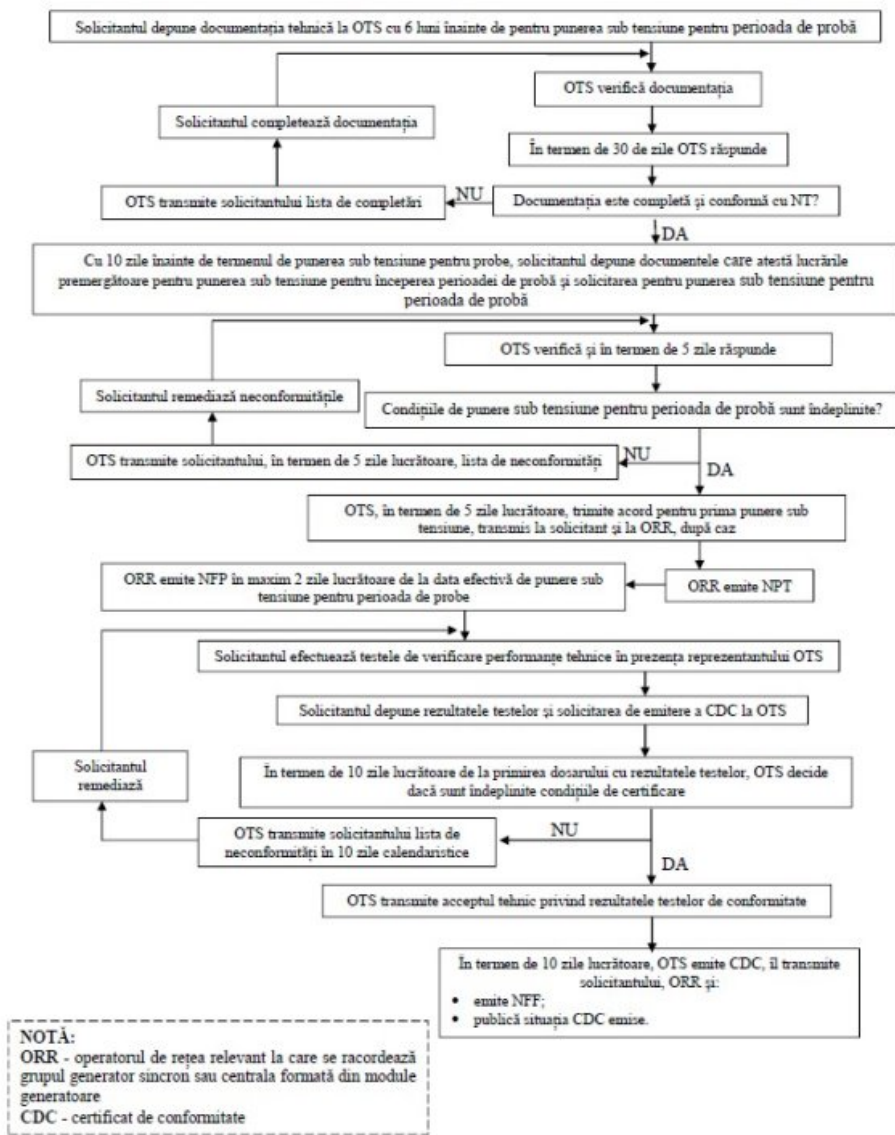 Solicitantul depune documentația tehnică la OTS cu 6 luni înainte de pentru punerea sub tensiune pentru perioada de probă
OTS verifică documentația
Solicitantul completează documentația
În termen de 30 de zile OTS răspunde
OTS transmite solicitantului lista de completări
NU
Documentația este completă și conformă cu NT?
DA
Cu 10 zile înainte de termenul de punerea sub tensiune pentru probe, solicitantul depune documentele care atestă lucrările
premergătoare pentru punerea sub tensiune pentru începerea perioadei de probă și solicitarea pentru punerea sub tensiune pentru
perioada de probă
OTS verifică și în termen de 5 zile răspunde
Solicitantul remediază neconformitățile
Condițiile de punere sub tensiune pentru perioada de probă sunt îndeplinite?
OTS transmite solicitantului, în termen de 5 zile lucrătoare, lista de neconformități
NU
DA
OTS, în termen de 5 zile lucrătoare, trimite acord pentru prima punere sub
tensiune, transmis la solicitant și la ORR, după caz
ORR emite NFP în maxim 2 zile lucrătoare de la data efectivă de punere sub
tensiune pentru perioada de probe
ORR emite NPT
Solicitantul efectuează testele de verificare performanțe tehnice în prezența reprezentantului OTS
Solicitantul depune rezultatele testelor și solicitarea de emitere a CDC la OTS
Solicitantul
remediază
În termen de 10 zile lucrătoare de la primirea dosarului cu rezultatele testelor, OTS decide
dacă sunt îndeplinite condițiile de certificare
OTS transmite solicitantului lista de
neconformități în 10 zile calendaristice
NU
DA
OTS transmite acceptul tehnic privind rezultatele testelor de conformitate
În termen de 10 zile lucrătoare, OTS emite CDC, îl transmite
solicitantului, ORR și:
• emite NFF;
• publică situația CDC emise.
NOTĂ:
ORR - operatorul de rețea relevant la care se racordează
grupul generator sincron sau centrala formată din module
generatoare
CDC - certificat de conformitate